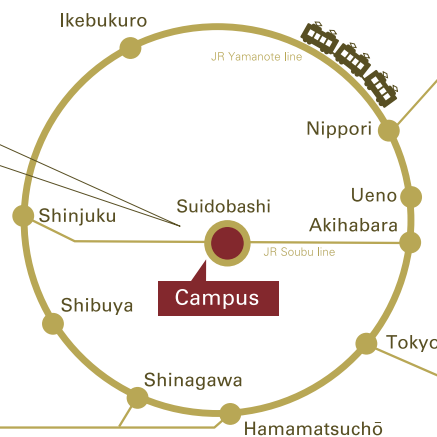 Ikebukuro
JR Yamanote line
Nippori
Ueno
Suidobashi
Shinjuku
Akihabara
JR Soubu line
Campus
Shibuya
Tokyo
Shinagawa
Hamamatsuchō